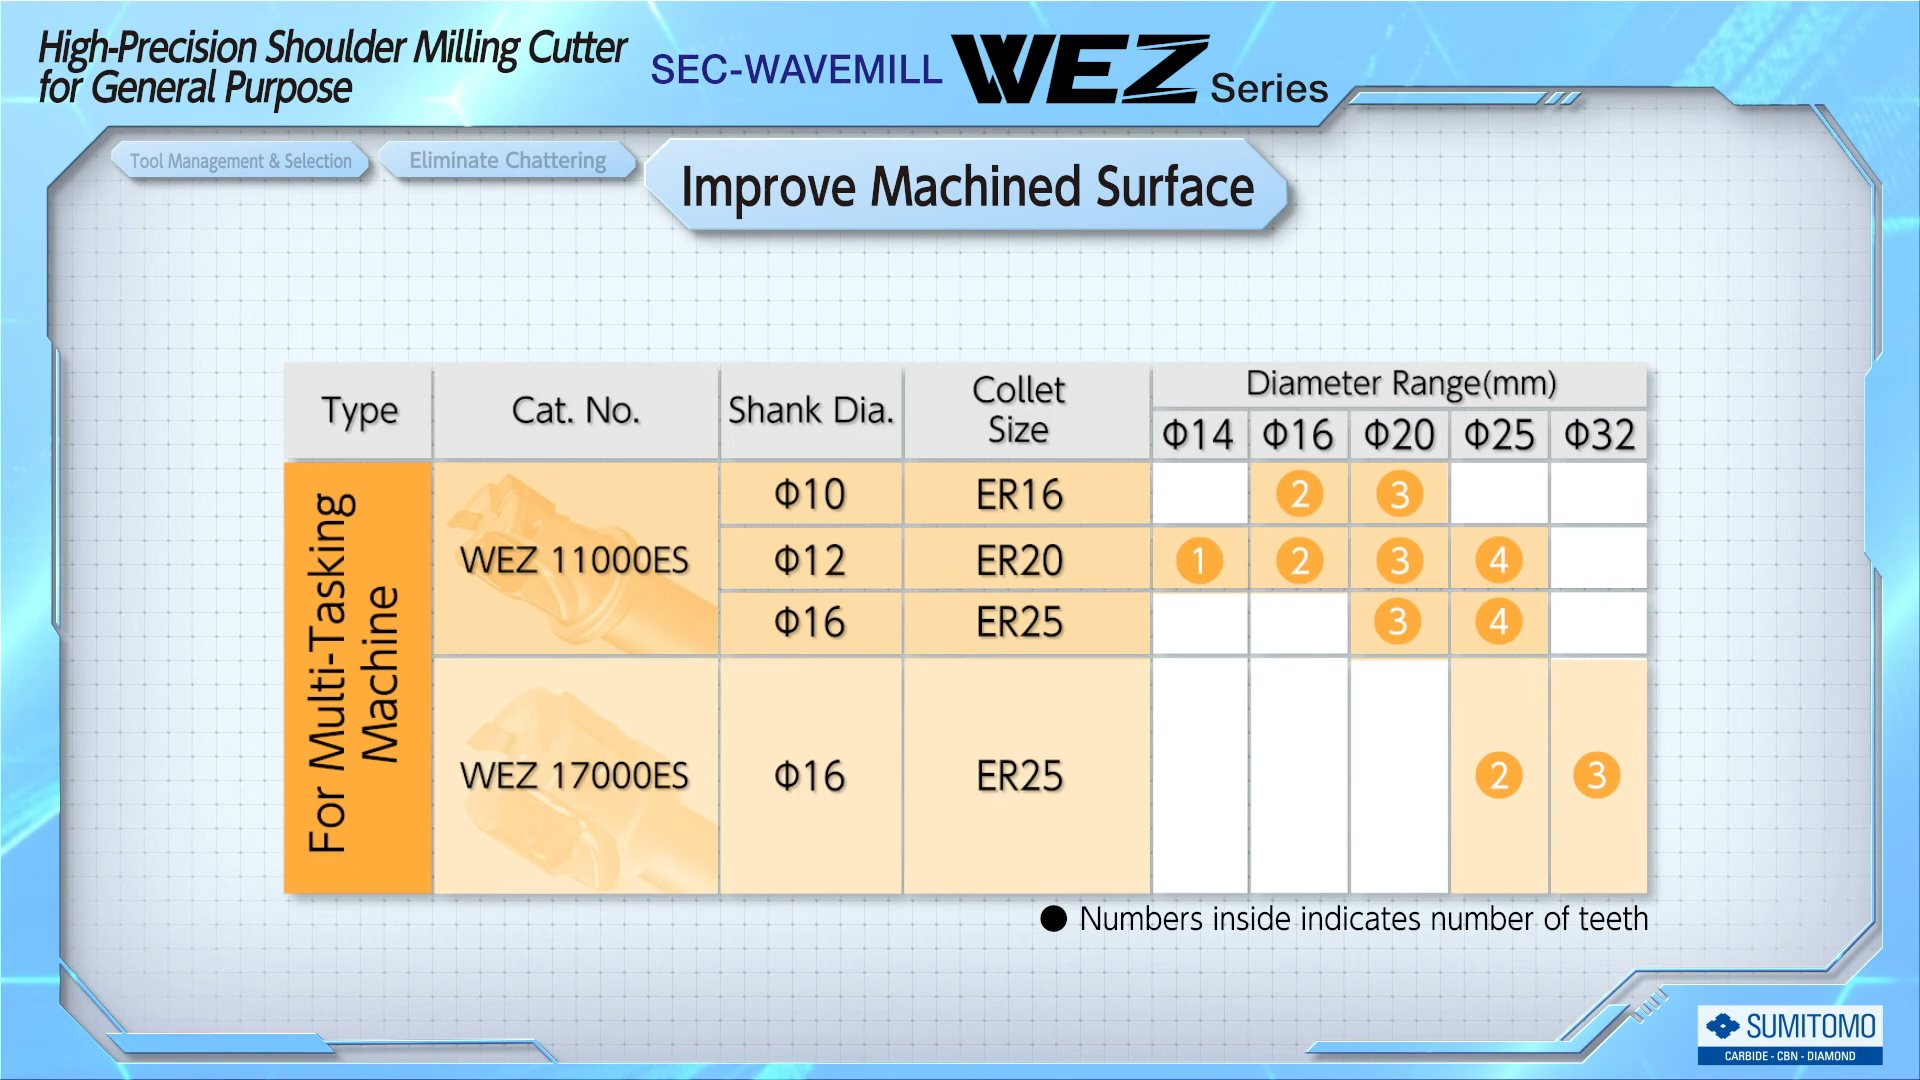 High-Precision Shoulder Milling Cutter
for General Purpose
SEC-WAVEMILL WEZ Series
Tool Management & Selection
Eliminate Chattering
Improve Machined Surface
Type
Cat. No.
Shank Dia.
Collet
Size
Diameter Range(mm)
Φ14 Φ16 Φ20 Φ25 Φ32
For Multi-Tasking
Machine
WEZ 11000ES
Φ10 ER16 2 3
Φ12 ER20 1 2 3 4
Φ16 ER25 3 4
WEZ 17000ES Φ16 ER25 2 3
● Numbers inside indicates number of teeth
SUMITOMO
CARBIDE - CBN - DIAMOND